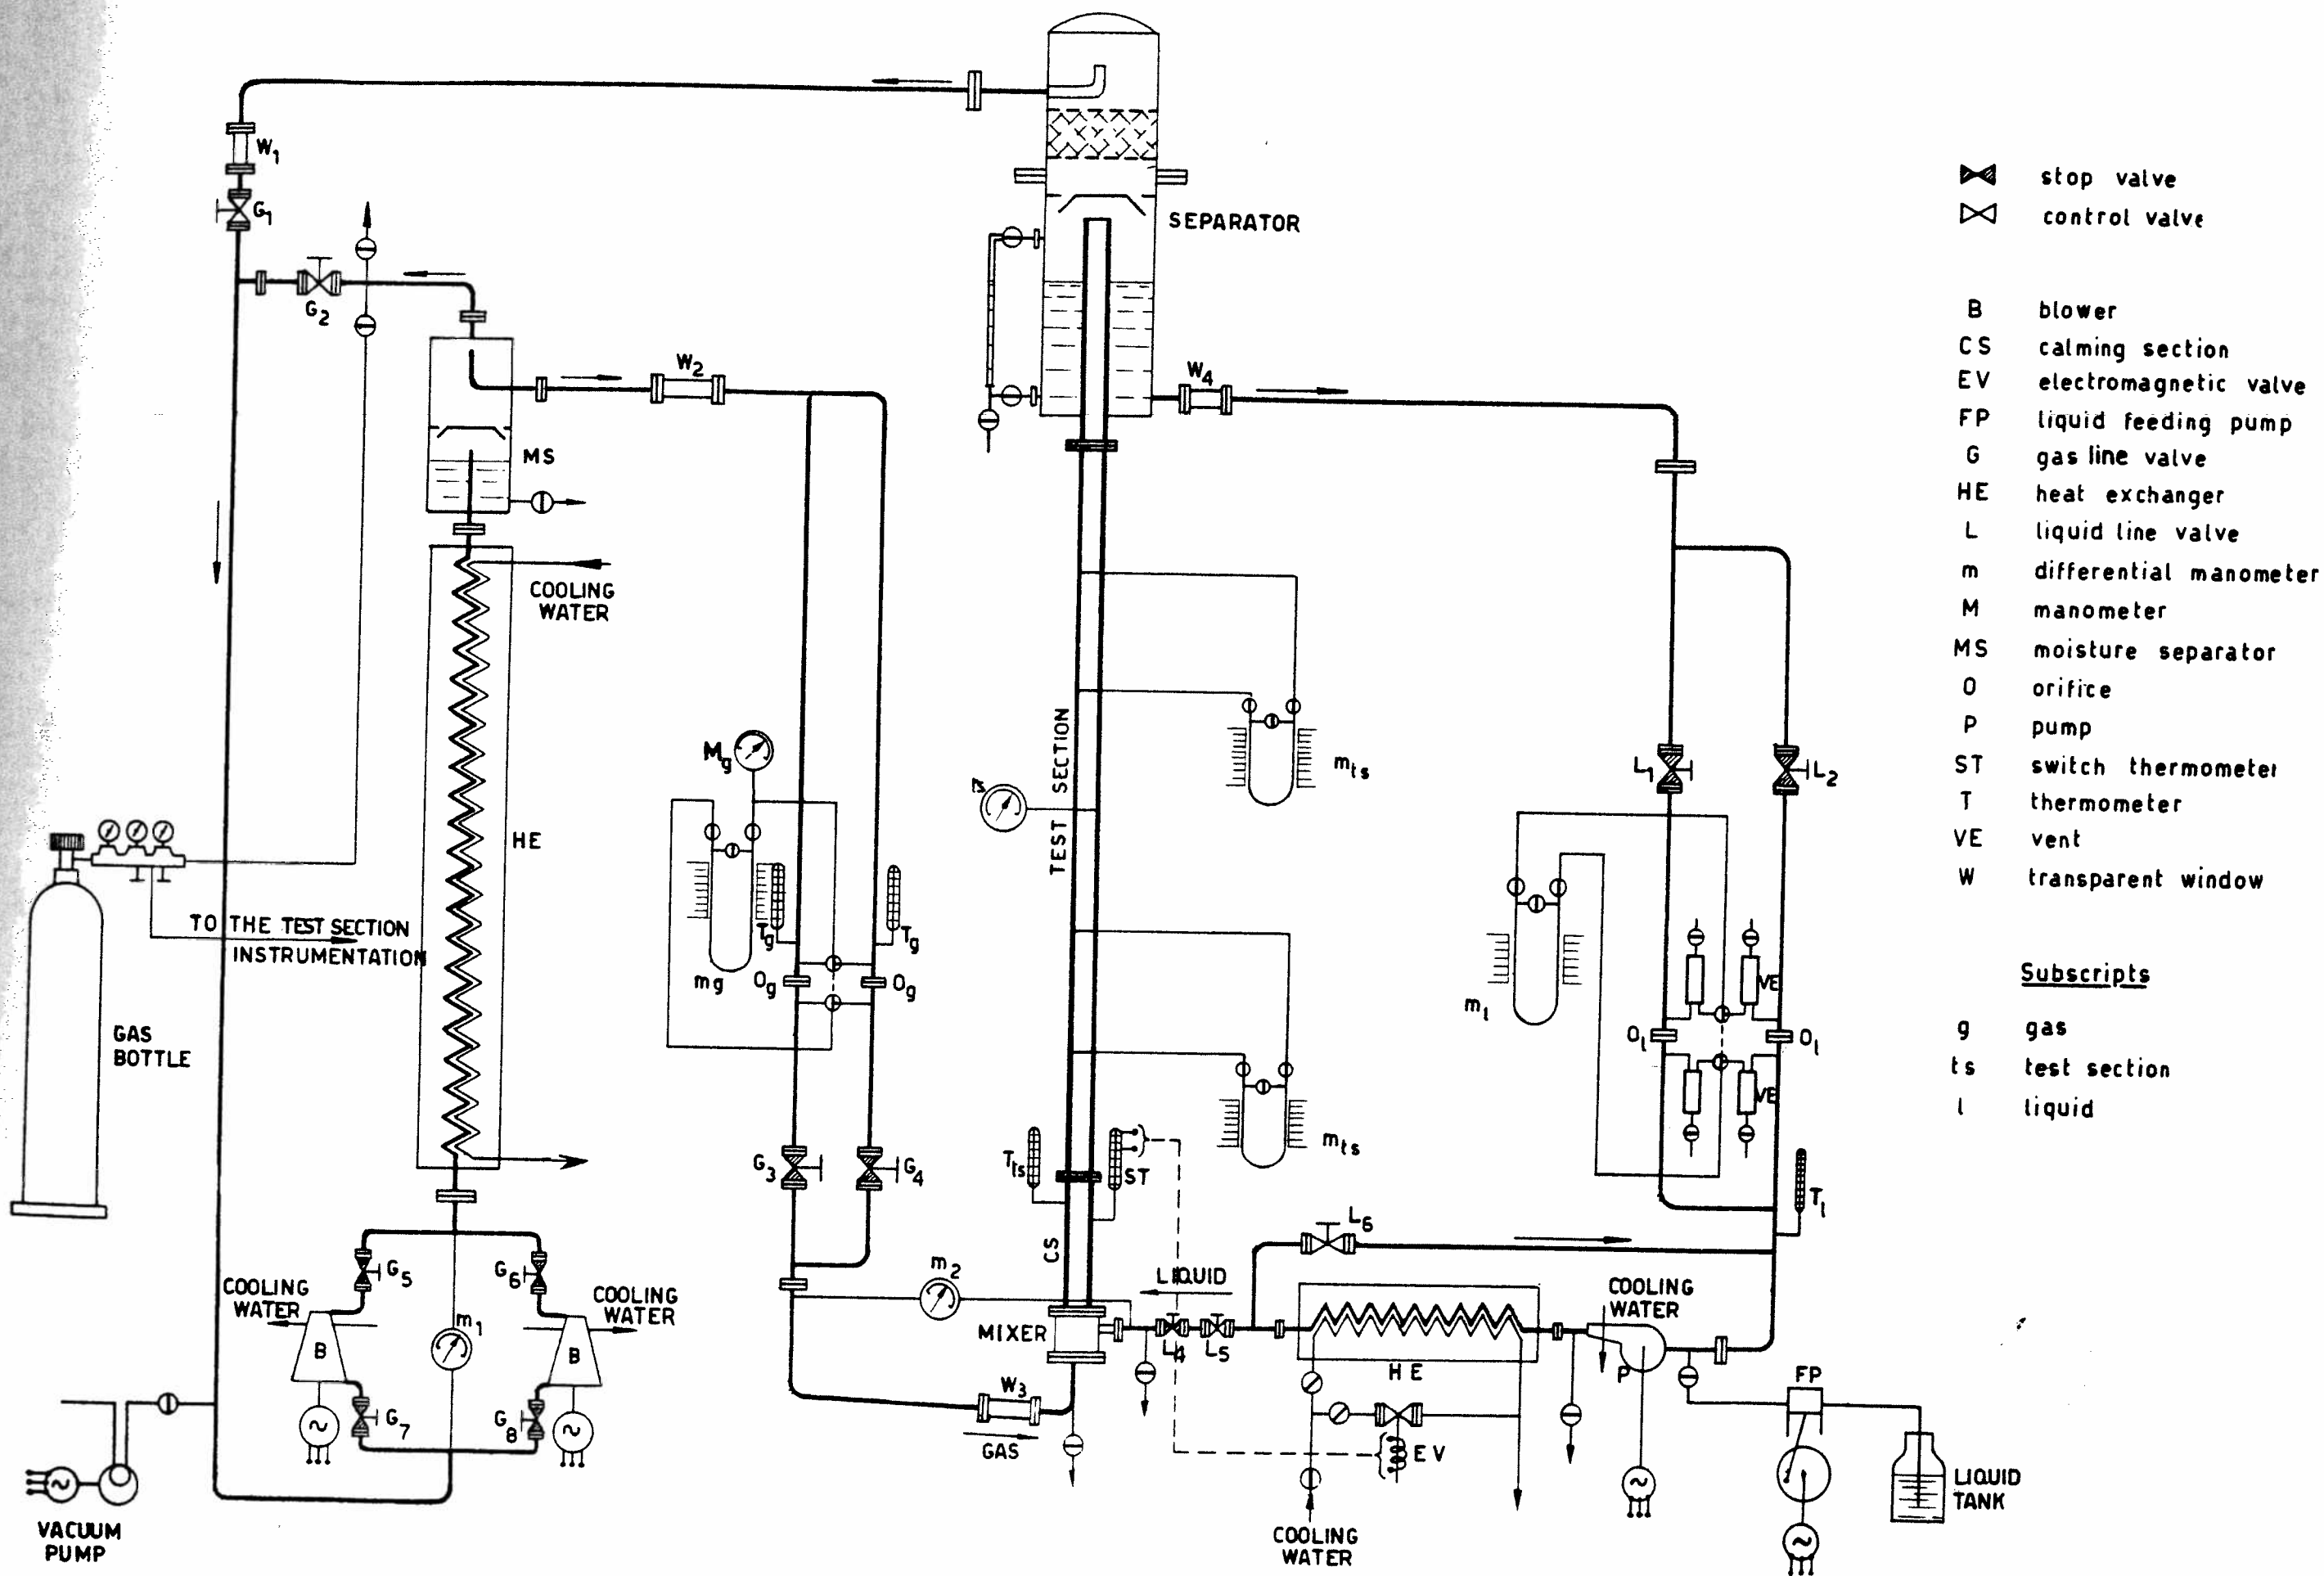 W1
G1
G2
SEPARATOR
W2
W4
MS
COOLING
WATER
HE
TEST SECTION
Mg
ts
mts
L1
L2
TO THE TEST SECTION
INSTRUMENTATION
GAS
BOTTLE
Tg
Tg
mg
Og
Og
ml
VE
Ol
Ol
VE
G3
G4
Tts
ST
mts
Tl
CS
L6
m2
LIQUID
COOLING
WATER
G5
G6
COOLING
WATER
COOLING
WATER
m1
B
B
MIXER
L4
L5
HE
P
FP
G7
G8
W3
GAS
EV
LIQUID
TANK
COOLING
WATER
VACUUM
PUMP
stop valve
control valve
B blower
CS calming section
EV electromagnetic valve
FP liquid feeding pump
G gas line valve
HE heat exchanger
L liquid line valve
m differential manometer
M manometer
MS moisture separator
O orifice
P pump
ST switch thermometer
T thermometer
VE vent
W transparent window
Subscripts
g gas
ts test section
l liquid